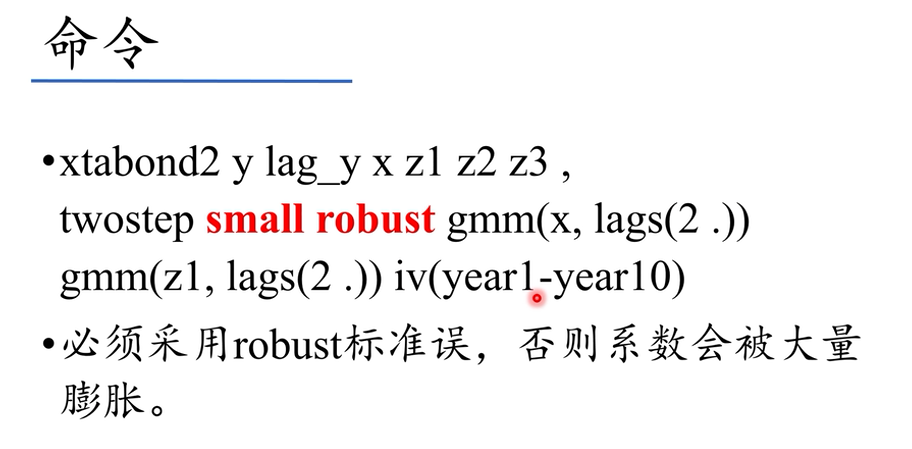 命令
•xtabond2 y lag_y x z1 z2 z3 ,
twostep small robust gmm(x, lags(2 .))
gmm(z1, lags(2 .)) iv(year1-year10)
•必须采用robust标准误，否则系数会被大量
膨胀。